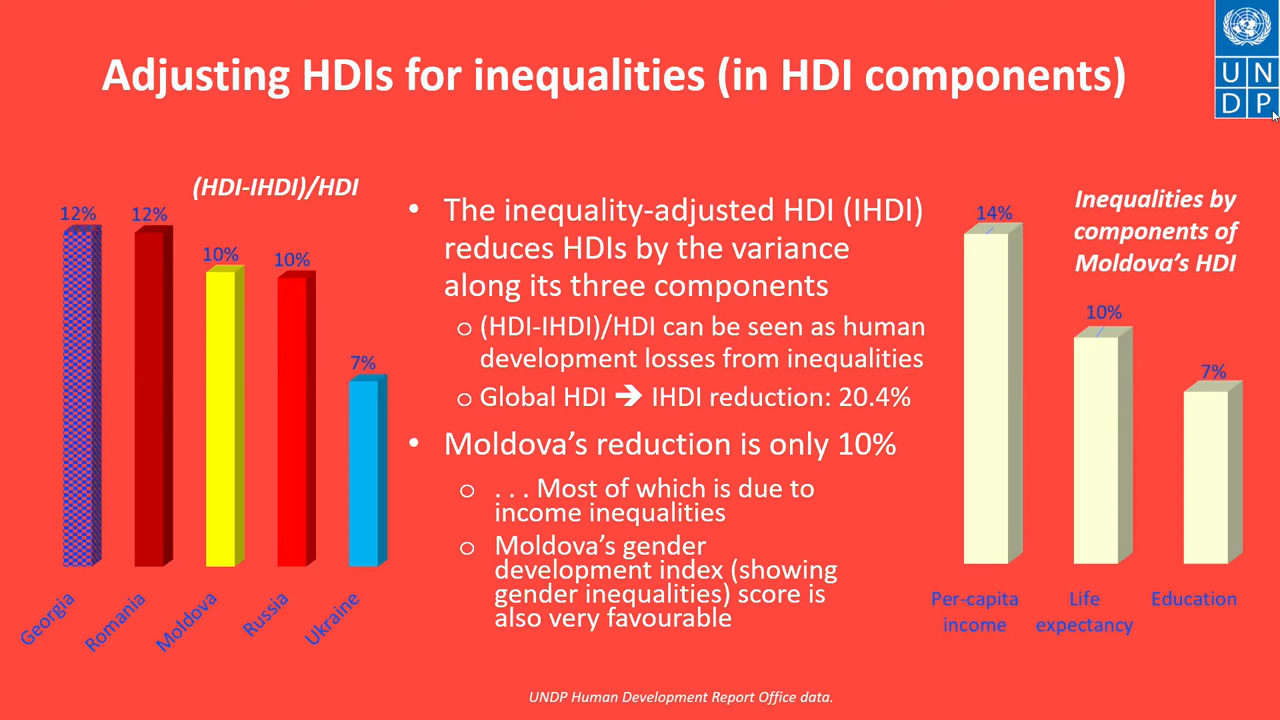 Adjusting HDIs for inequalities (in HDI components)
U N
D P
(HDI-IHDI)/HDI
12%
12%
10%
10%
7%
Georgia
Romania
Moldova
Russia
Ukraine
• The inequality-adjusted HDI (IHDI)
reduces HDIs by the variance
along its three components
o (HDI-IHDI)/HDI can be seen as human
development losses from inequalities
o Global HDI ➔ IHDI reduction: 20.4%
• Moldova’s reduction is only 10%
o . . . Most of which is due to
income inequalities
o Moldova’s gender
development index (showing
gender inequalities) score is
also very favourable
Inequalities by
components of
Moldova’s HDI
14%
10%
7%
Per-capita
income
Life
expectancy
Education
UNDP Human Development Report Office data.